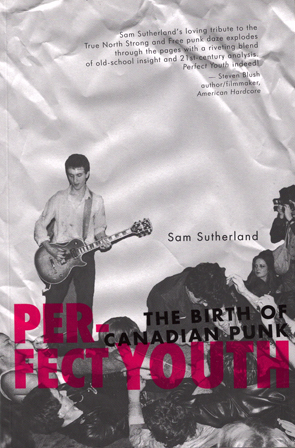 Sam Sutherland's loving tribute to the
True North Strong and Free punk daze explodes
through the pages with a riveting blend
of old-school insight and 21st-century analysis.
Perfect Youth indeed!
— Steven Blush
author/filmmaker,
American Hardcore
Sam Sutherland
THE BIRTH OF
CANADIAN PUNK
PER-
FECT YOUTH